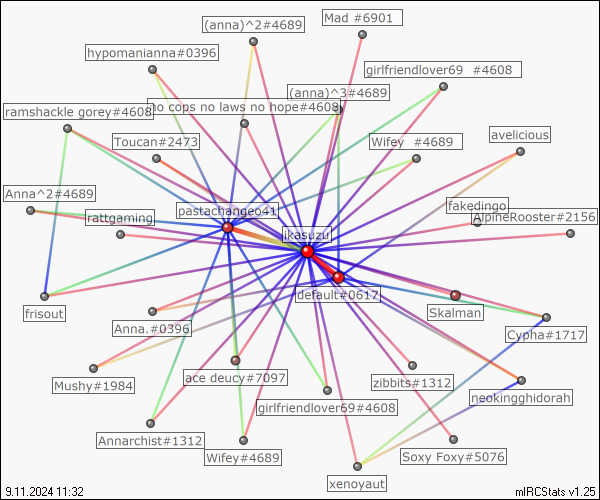 (anna)^2#4689
Mad #6901
hypomanianna#0396
girlfriendlover69 #4608
(anna)^3#4689
ramshackle gorey#4608
no cops no laws no hope#4608
Toucan#2473
Wifey #4689
avelicious
Anna^2#4689
pastachangeo41
fakedingo
rattgaming
AlpineRooster#2156
ikasuzu
default#0617
frisout
Skalman
Anna.#0396
Cypha#1717
Mushy#1984
ace deucy#7097
zibbits#1312
neokingghidorah
girlfriendlover69#4608
Annarchist#1312
Wifey#4689
Soxy Foxy#5076
xenoyaut
9.11.2024 11:32
mIRCStats v1.25